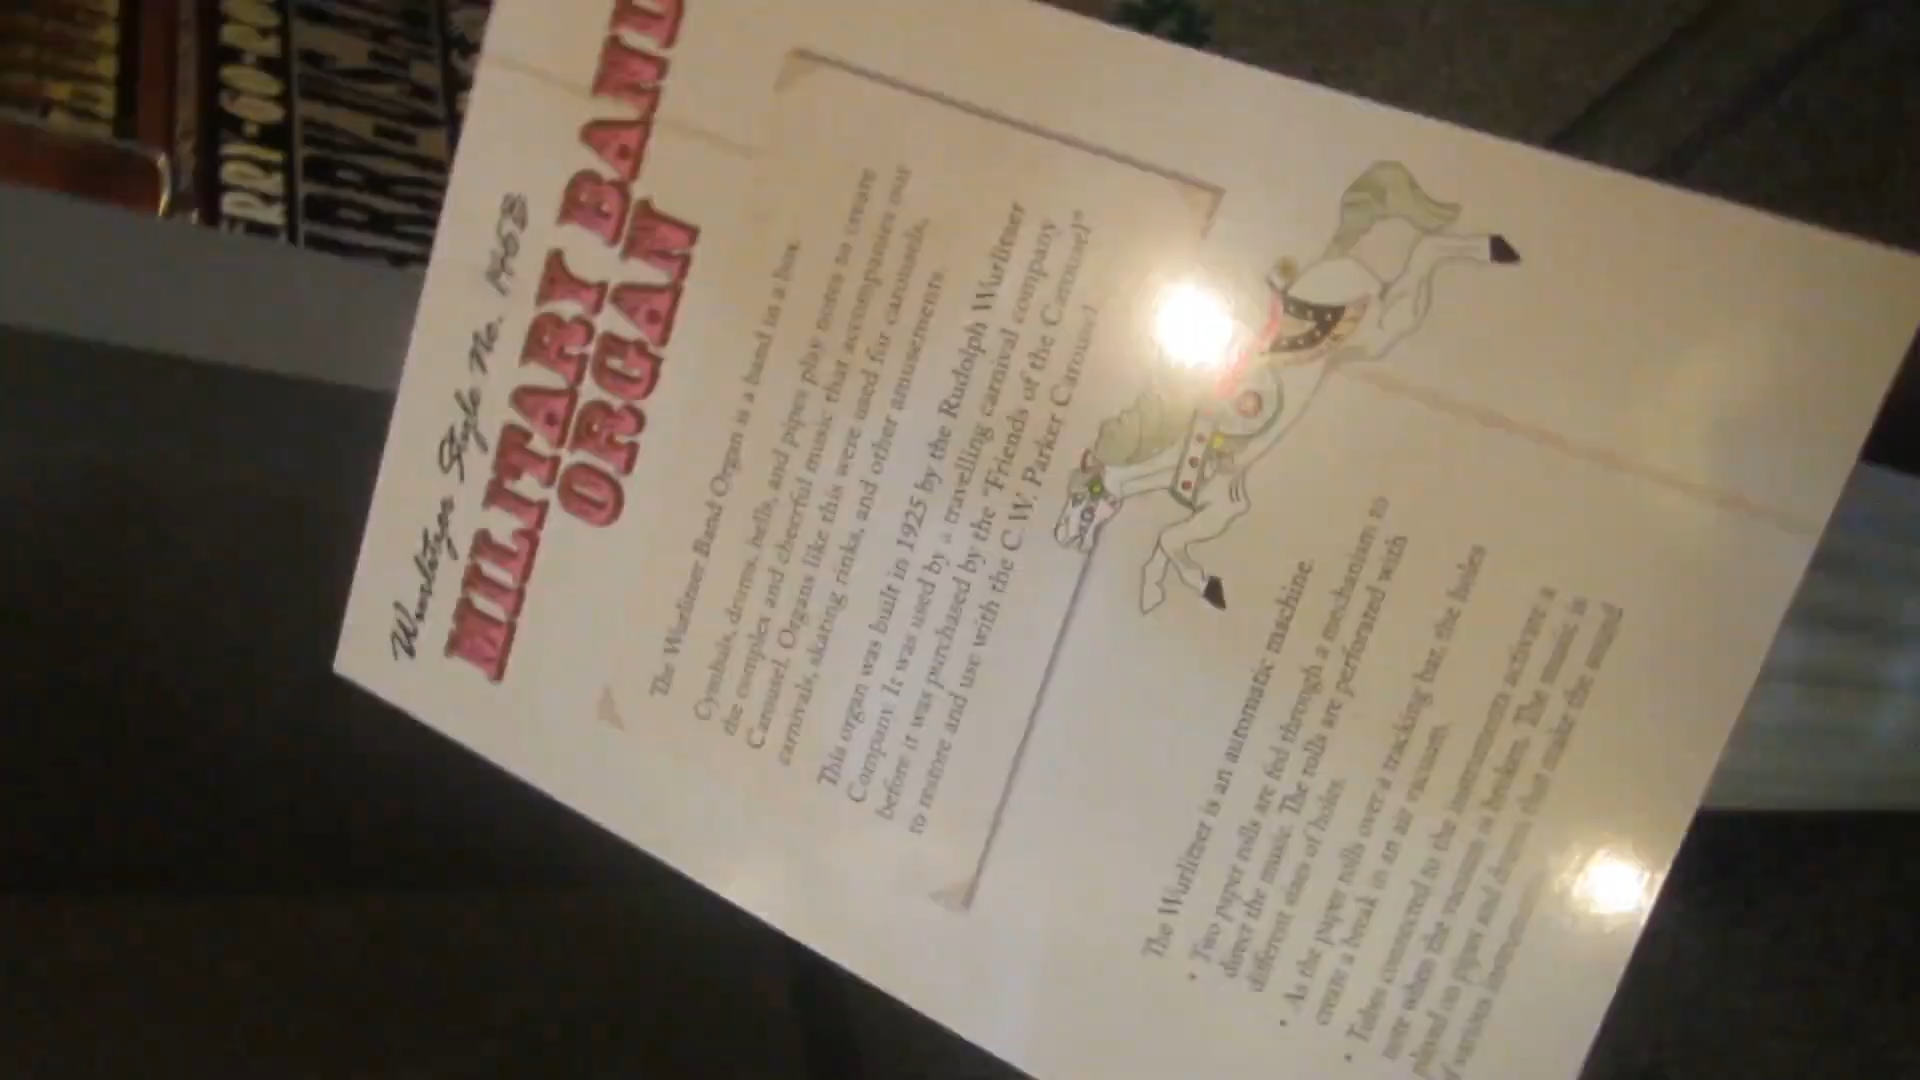 Wurlitzer Style No. 146B
MILITARY BAND
ORGAN
The Wurlitzer Band Organ is a band in a box.
Cymbals, drums, bells, and pipes play notes to create
the complex and cheerful music that accompanies our
Carousel. Organs like this were used for carousels,
carnivals, skating rinks, and other amusements.
This organ was built in 1925 by the Rudolph Wurlitzer
Company. It was used by a travelling carnival company
before it was purchased by the "Friends of the Carousel"
to restore and use with the C.W. Parker Carousel
The Wurlitzer is an automatic machine.
• Two paper rolls are fed through a mechanism to
direct the music. The rolls are perforated with
different sizes of holes.
• As the paper rolls over a tracking bar, the holes
create a break in an air vacuum.
• Tubes connected to the instruments activate a
note when the vacuum is broken. The music is
played on pipes and drums that make the sound
of various instruments